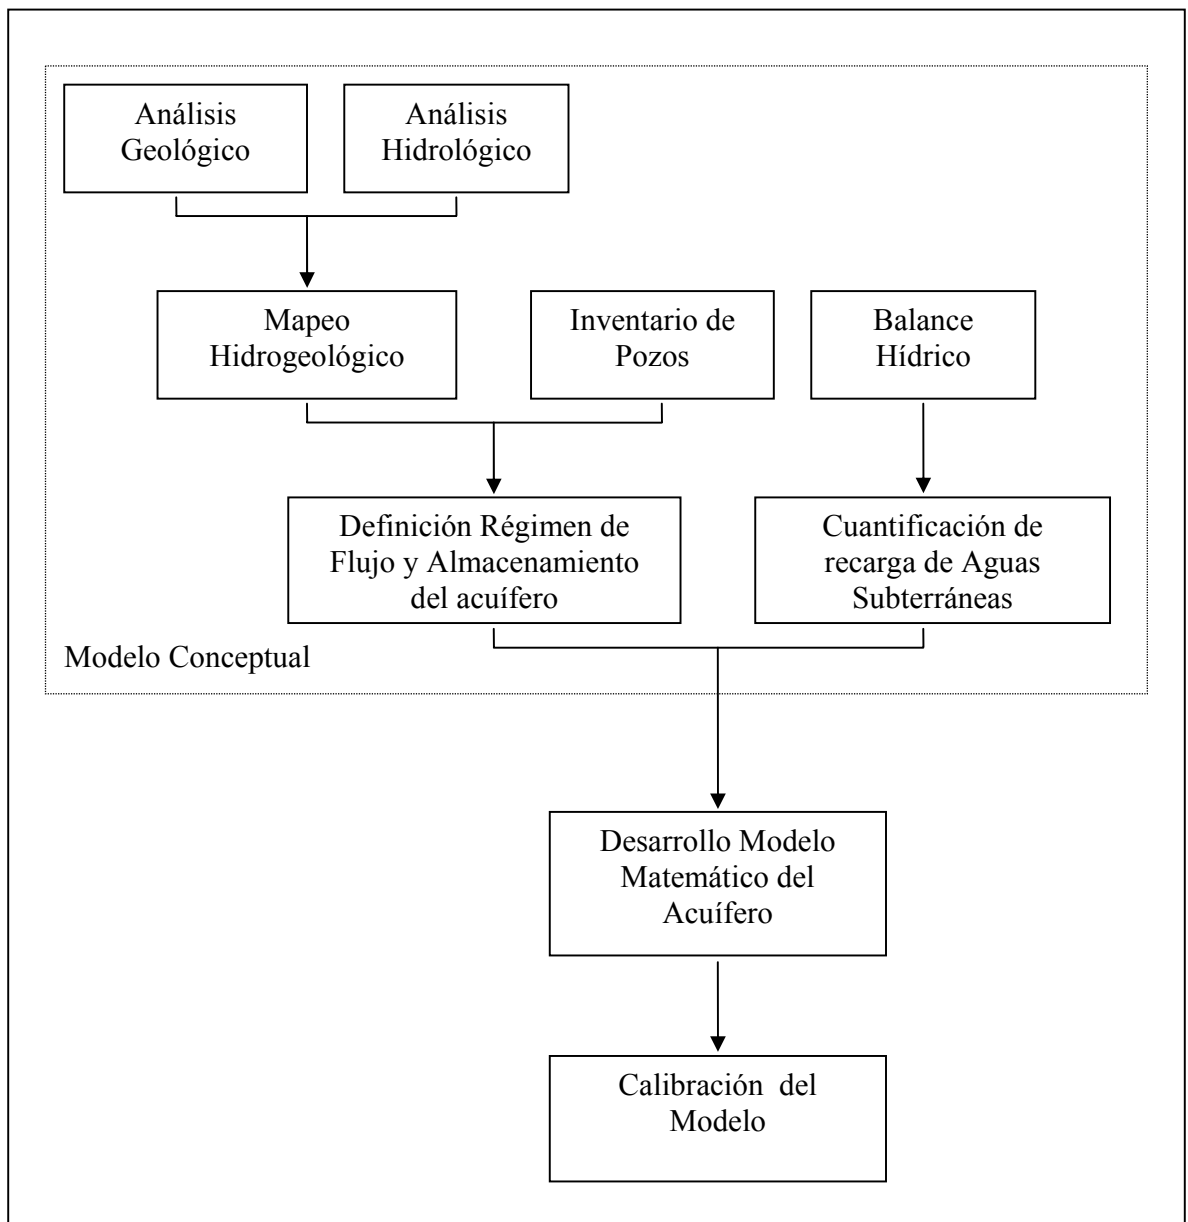 Análisis
Geológico
Análisis
Hidrológico
Mapeo
Hidrogeológico
Inventario de
Pozos
Balance
Hídrico
Definición Régimen de
Flujo y Almacenamiento
del acuífero
Cuantificación de
recarga de Aguas
Subterráneas
Modelo Conceptual
Desarrollo Modelo
Matemático del
Acuífero
Calibración  del
Modelo